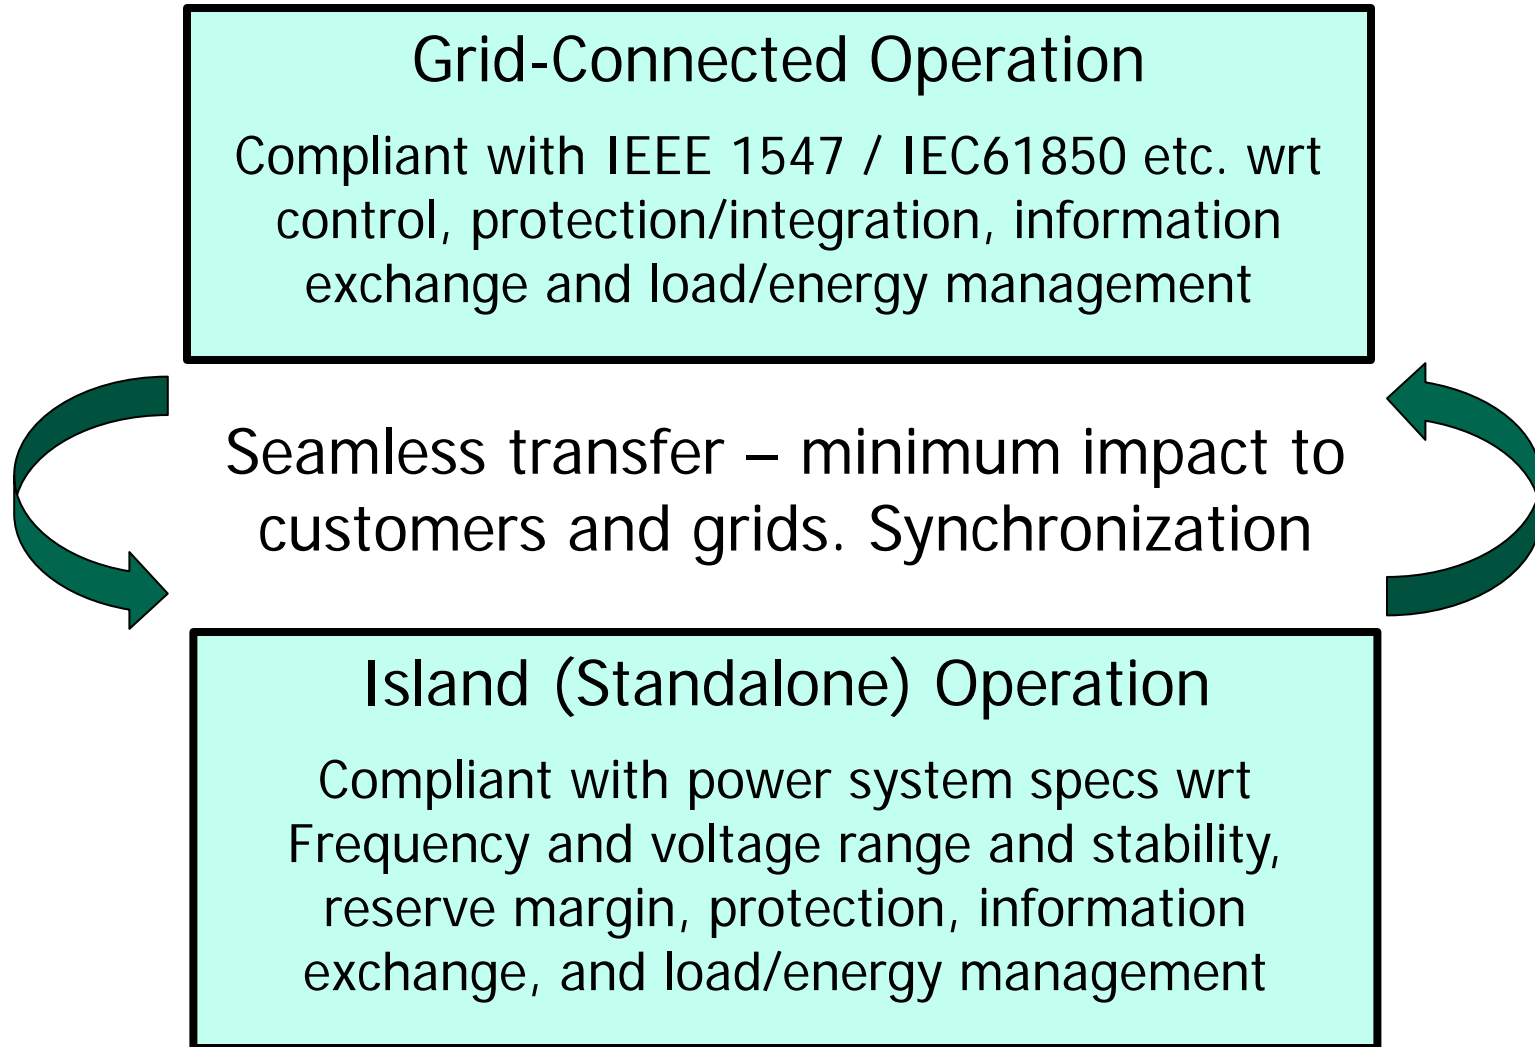 Grid-Connected Operation
Compliant with IEEE 1547 / IEC61850 etc. wrt
control, protection/integration, information
exchange and load/energy management
Seamless transfer – minimum impact to
customers and grids. Synchronization
Island (Standalone) Operation
Compliant with power system specs wrt
Frequency and voltage range and stability,
reserve margin, protection, information
exchange, and load/energy management